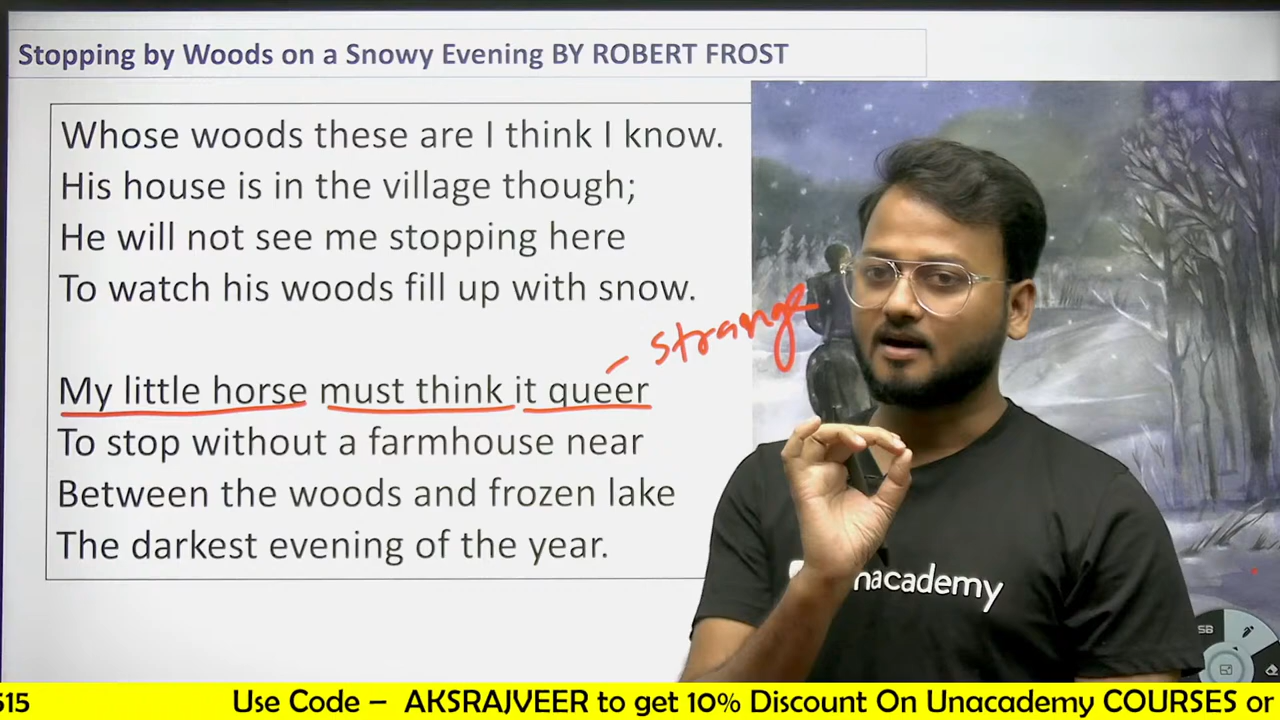 Stopping by Woods on a Snowy Evening BY ROBERT FROST
Whose woods these are I think I know.
His house is in the village though;
He will not see me stopping here
To watch his woods fill up with snow.
strange
My little horse must think it queer
To stop without a farmhouse near
Between the woods and frozen lake
The darkest evening of the year.
nacademy
SB
515 Use Code – AKSRAJVEER to get 10% Discount On Unacademy COURSES or